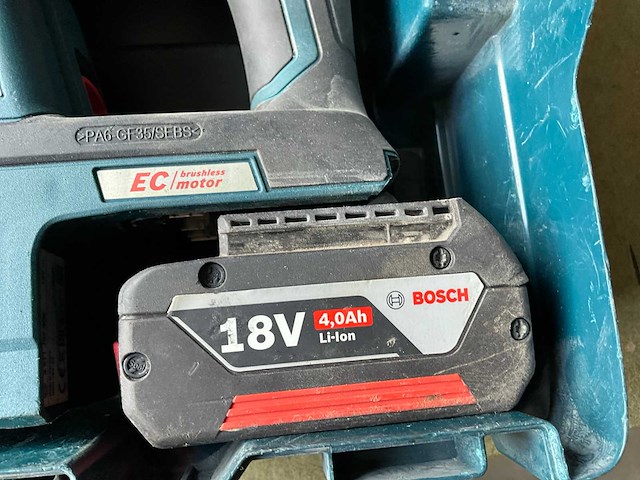 >PA6-GF35/SEBS<
EC brushless
motor
18V 4,0Ah
Li-Ion
BOSCH